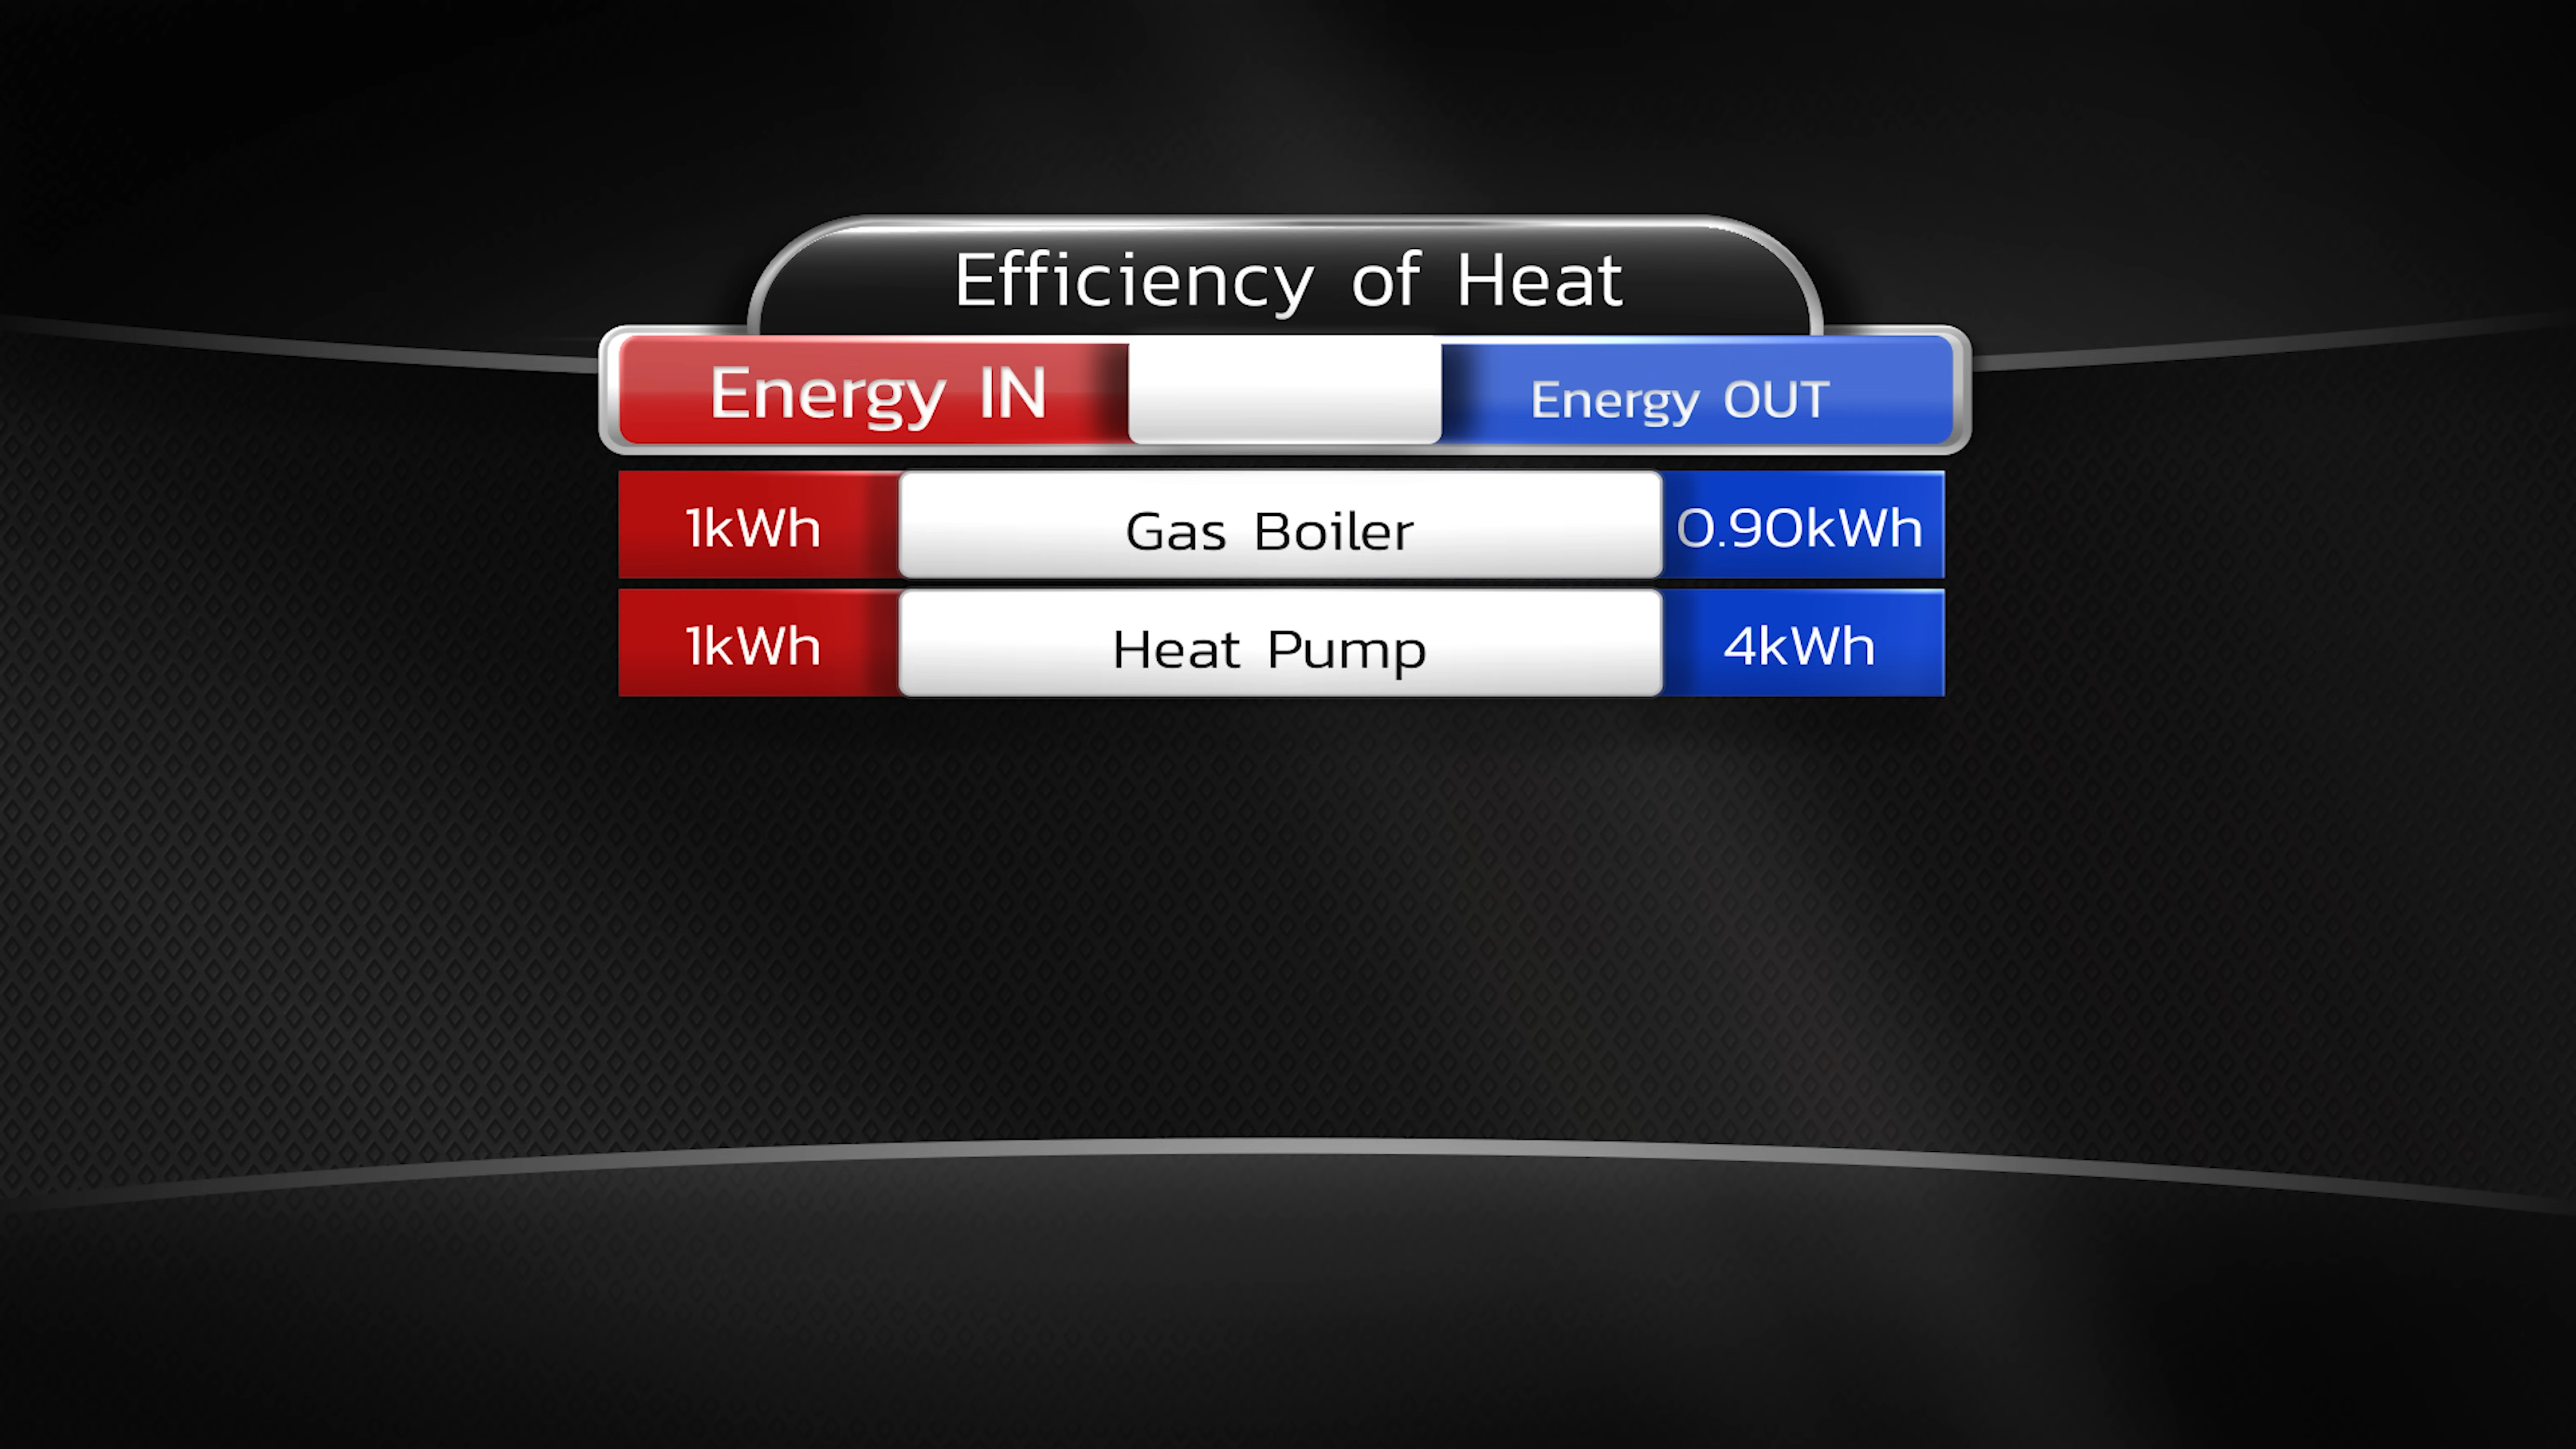 Efficiency of Heat
Energy IN Energy OUT
1kWh Gas Boiler 0.90kWh
1kWh Heat Pump 4kWh